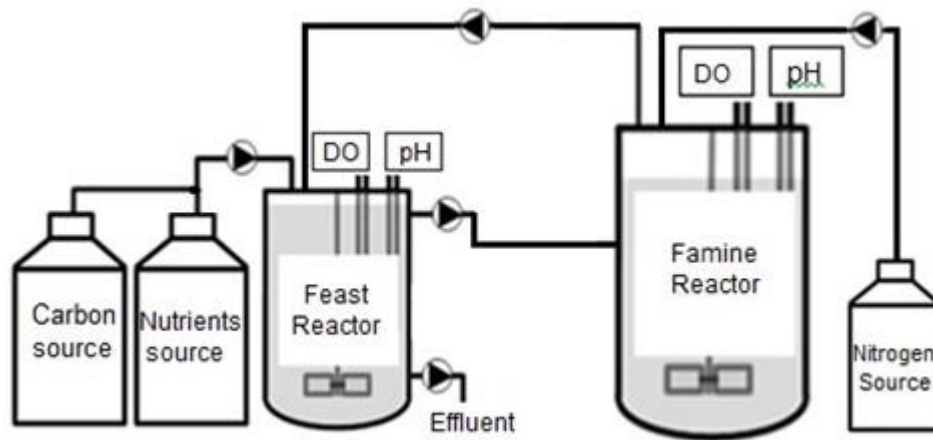 DO
pH
DO
pH
Carbon
source
Nutrients
source
Feast
Reactor
Famine
Reactor
Nitrogen
Source
Effluent